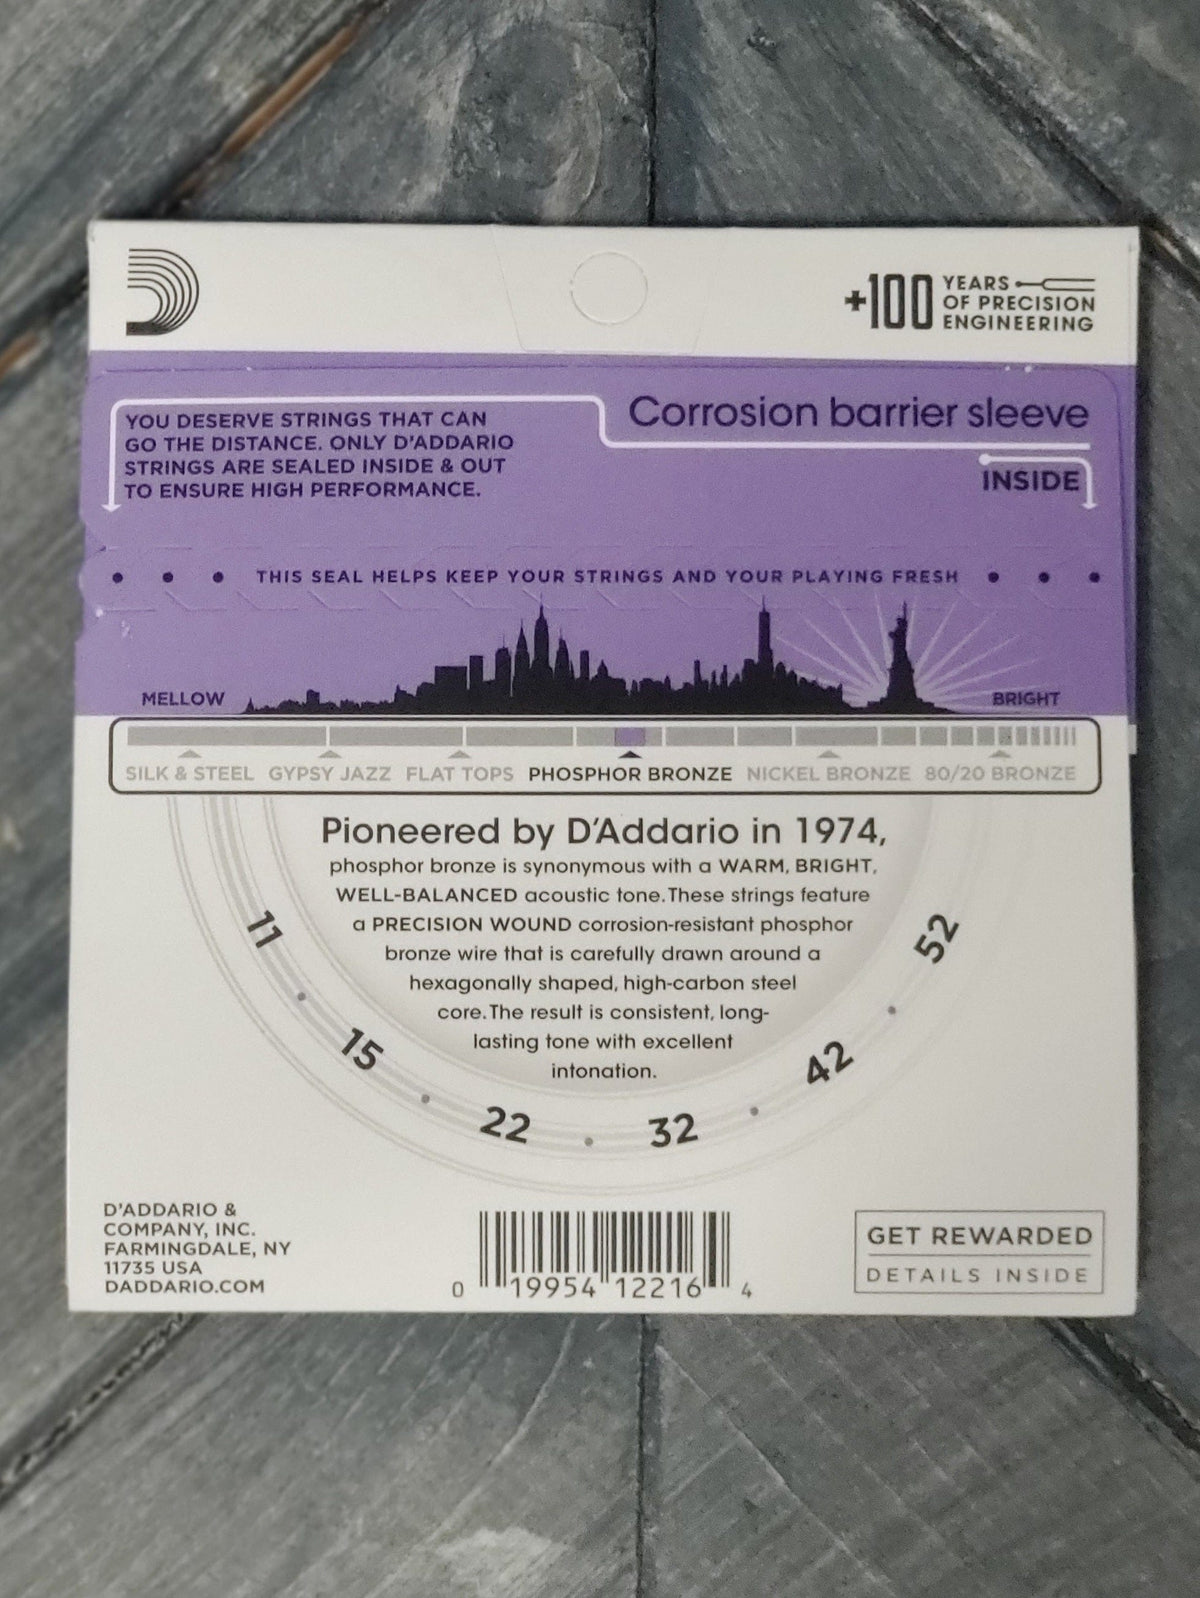 +100 YEARS
OF PRECISION
ENGINEERING
YOU DESERVE STRINGS THAT CAN
GO THE DISTANCE. ONLY D'ADDARIO
STRINGS ARE SEALED INSIDE & OUT
TO ENSURE HIGH PERFORMANCE.
Corrosion barrier sleeve
INSIDE
THIS SEAL HELPS KEEP YOUR STRINGS AND YOUR PLAYING FRESH
MELLOW BRIGHT
SILK & STEEL GYPSY JAZZ FLAT TOPS PHOSPHOR BRONZE NICKEL BRONZE 80/20 BRONZE
Pioneered by D'Addario in 1974,
phosphor bronze is synonymous with a WARM, BRIGHT,
WELL-BALANCED acoustic tone. These strings feature
a PRECISION WOUND corrosion-resistant phosphor
bronze wire that is carefully drawn around a
hexagonally shaped, high-carbon steel
core. The result is consistent, long-
lasting tone with excellent
intonation.
11 • 15 • 22 • 32 • 42 • 52
D'ADDARIO &
COMPANY, INC.
FARMINGDALE, NY
11735 USA
DADDARIO.COM
0 19954 12216 4
GET REWARDED
DETAILS INSIDE